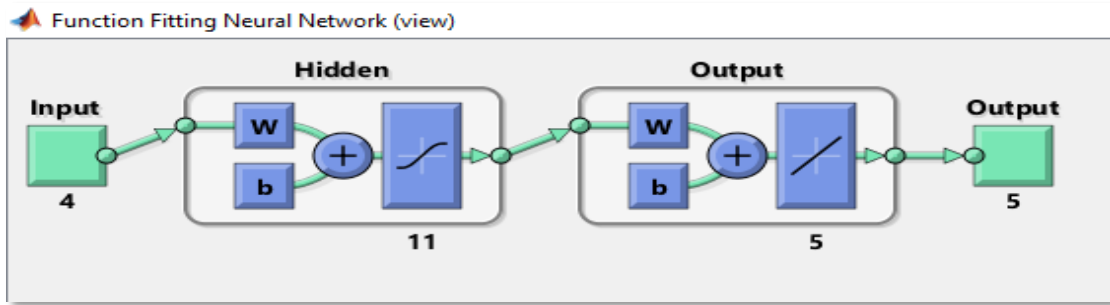 Function Fitting Neural Network (view)
Hidden
Output
Input
Output
W
W
b
b
4
11
5
5